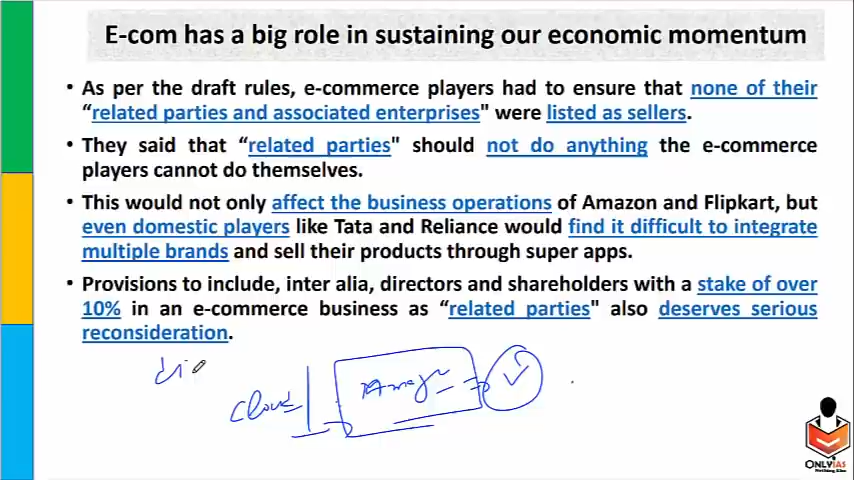 E-com has a big role in sustaining our economic momentum
• As per the draft rules, e-commerce players had to ensure that none of their
“related parties and associated enterprises" were listed as sellers.
• They said that “related parties" should not do anything the e-commerce
players cannot do themselves.
• This would not only affect the business operations of Amazon and Flipkart, but
even domestic players like Tata and Reliance would find it difficult to integrate
multiple brands and sell their products through super apps.
• Provisions to include, inter alia, directors and shareholders with a stake of over
10% in an e-commerce business as “related parties" also deserves serious
reconsideration.
Cloud
ONLYIAS
Nothing Else